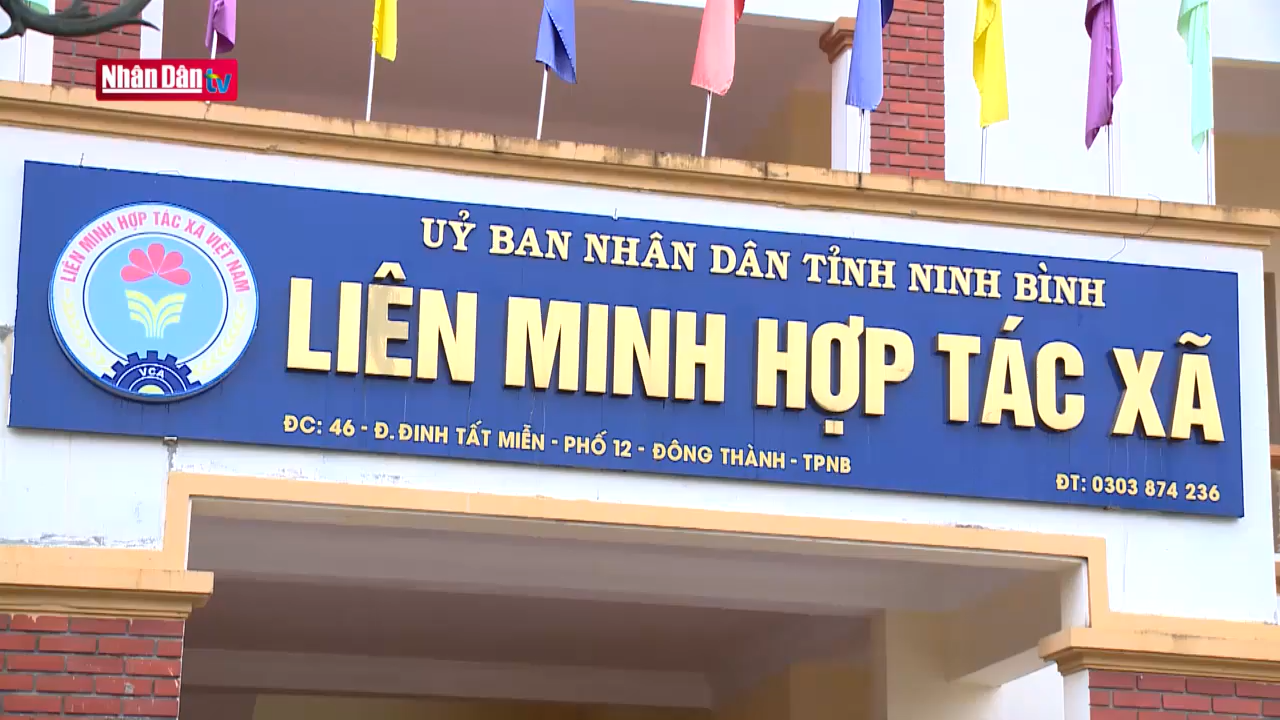 Nhân Dân tv
LIÊN MINH HỢP TÁC XÃ VIỆT NAM
VCA
UỶ BAN NHÂN DÂN TỈNH NINH BÌNH
LIÊN MINH HỢP TÁC XÃ
ĐC: 46 - Đ. ĐINH TẤT MIỄN - PHỐ 12 - ĐÔNG THÀNH - TPNB
ĐT: 0303 874 236